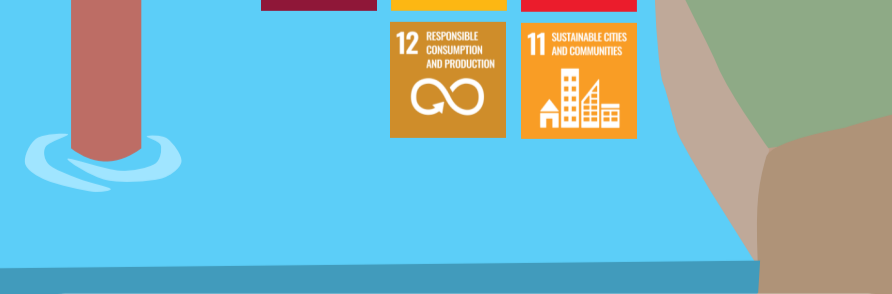 12 RESPONSIBLE
CONSUMPTION
AND PRODUCTION
11 SUSTAINABLE CITIES
AND COMMUNITIES